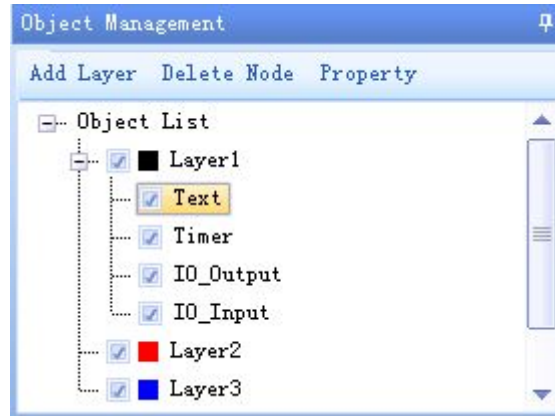 Object Management
Add Layer Delete Node Property
Object List
Layer1
Text
Timer
IO_Output
IO_Input
Layer2
Layer3